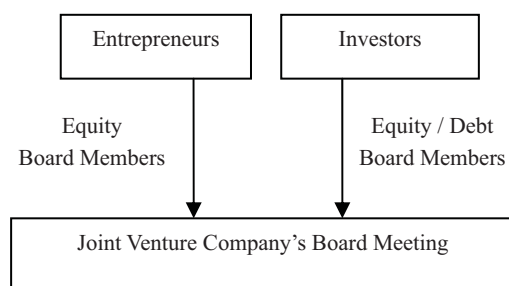 Entrepreneurs
Investors
Equity
Board Members
Equity / Debt
Board Members
Joint Venture Company’s Board Meeting